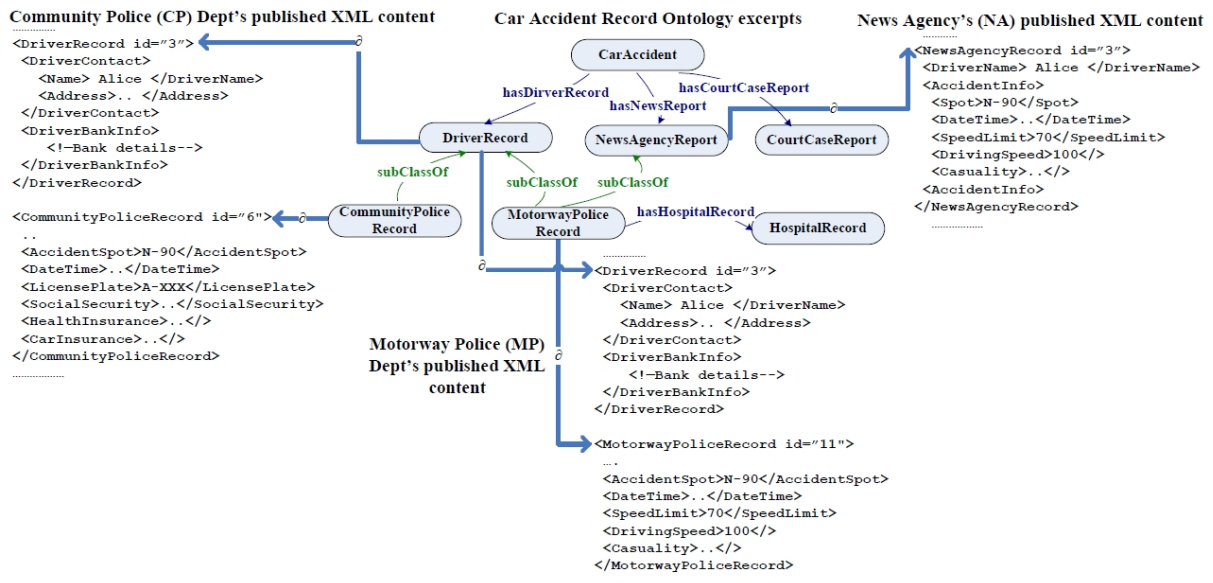 Community Police (CP) Dept's published XML content
<DriverRecord id="3">
<DriverContact>
<Name> Alice </DriverName>
<Address>.. </Address>
</DriverContact>
<DriverBankInfo>
<!—Bank details-->
</DriverBankInfo>
</DriverRecord>
<CommunityPoliceRecord id="6">
..
<AccidentSpot>N-90</AccidentSpot>
<DateTime>..</DateTime>
<LicensePlate>A-XXX</LicensePlate>
<SocialSecurity>..</SocialSecurity>
<HealthInsurance>..</>
<CarInsurance>..</>
</CommunityPoliceRecord>
................
Car Accident Record Ontology excerpts
CarAccident
hasDirverRecord
hasNewsReport
hasCourtCaseReport
DriverRecord
NewsAgencyReport
CourtCaseReport
subClassOf
subClassOf
subClassOf
CommunityPolice
Record
MotorwayPolice
Record
hasHospitalRecord
HospitalRecord
∂
∂
∂
∂
∂
Motorway Police (MP)
Dept's published XML
content
..............
<DriverRecord id="3">
<DriverContact>
<Name> Alice </DriverName>
<Address>.. </Address>
</DriverContact>
<DriverBankInfo>
<!—Bank details-->
</DriverBankInfo>
</DriverRecord>
<MotorwayPoliceRecord id="11">
….
<AccidentSpot>N-90</AccidentSpot>
<DateTime>..</DateTime>
<SpeedLimit>70</SpeedLimit>
<DrivingSpeed>100</>
<Casuality>..</>
</MotorwayPoliceRecord>
News Agency's (NA) published XML content
...........
<NewsAgencyRecord id="3">
<DriverName> Alice </DriverName>
<AccidentInfo>
<Spot>N-90</Spot>
<DateTime>..</DateTime>
<SpeedLimit>70</SpeedLimit>
<DrivingSpeed>100</>
<Casuality>..</>
<AccidentInfo>
</NewsAgencyRecord>
................